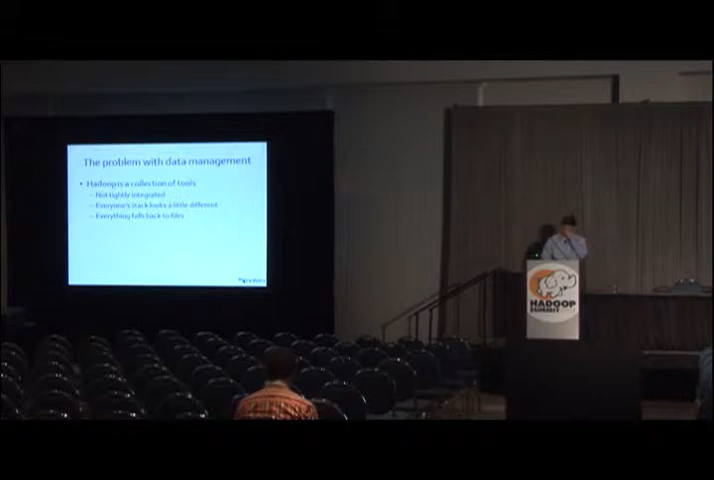 The problem with data management
• Hadoop is a collection of tools
– Not tightly integrated
– Everyone's stack looks a little different
– Everything falls back to files
HADOOP
SUMMIT